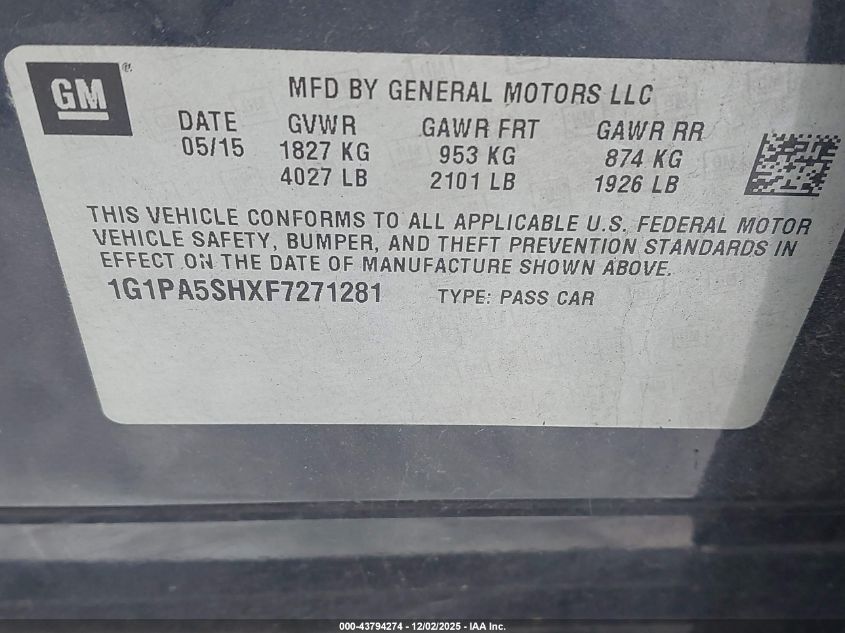 GM®
MFD BY GENERAL MOTORS LLC
DATE GVWR GAWR FRT GAWR RR
05/15 1827 KG 953 KG 874 KG
4027 LB 2101 LB 1926 LB
THIS VEHICLE CONFORMS TO ALL APPLICABLE U.S. FEDERAL MOTOR
VEHICLE SAFETY, BUMPER, AND THEFT PREVENTION STANDARDS IN
EFFECT ON THE DATE OF MANUFACTURE SHOWN ABOVE.
1G1PA5SHXF7271281 TYPE: PASS CAR
000-43794274 - 12/02/2025 - IAA Inc.